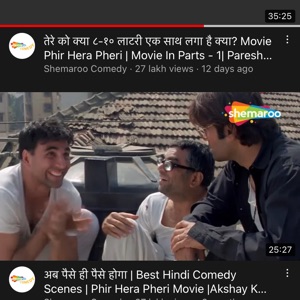 35:25
तेरे को क्या ८-१० लाटरी एक साथ लगा है क्या? Movie
Phir Hera Pheri | Movie In Parts - 1| Paresh...
Shemaroo Comedy · 27 lakh views · 12 days ago
shemaroo
25:27
अब पैसे ही पैसे होगा | Best Hindi Comedy
Scenes | Phir Hera Pheri Movie |Akshay K...